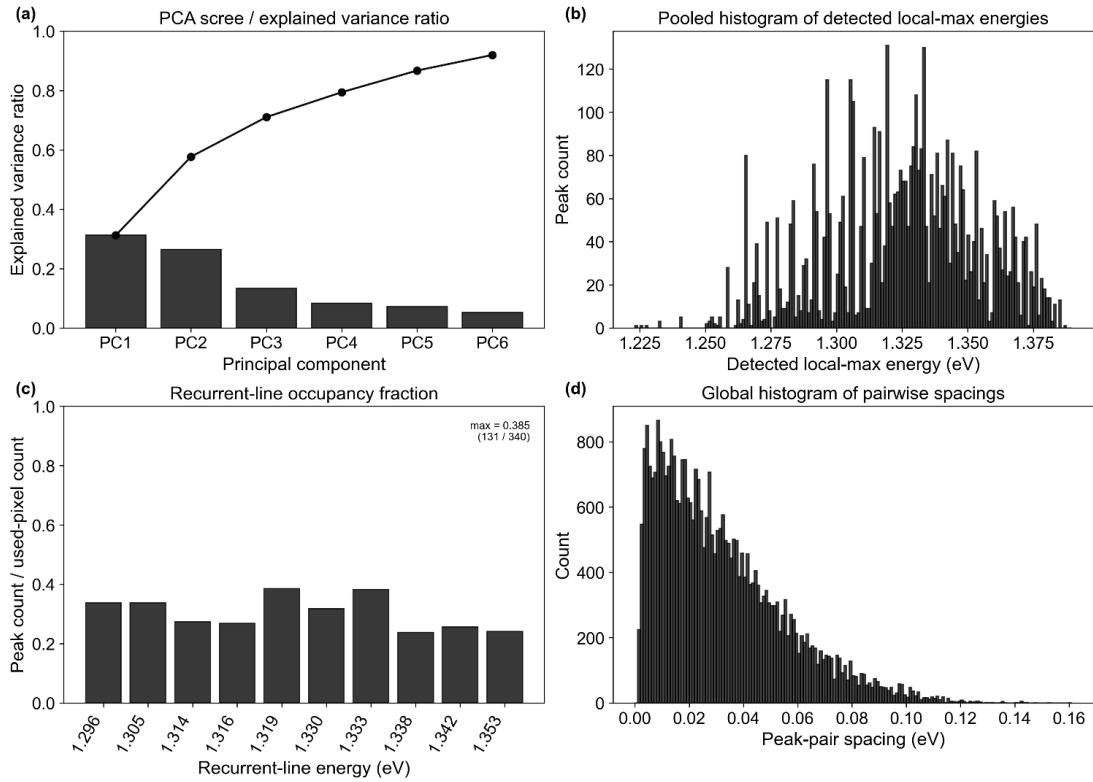 (a) PCA scree / explained variance ratio
1.0
0.8
0.6
0.4
0.2
0.0
Explained variance ratio
PC1 PC2 PC3 PC4 PC5 PC6
Principal component
(b) Pooled histogram of detected local-max energies
120
100
80
60
40
20
0
Peak count
1.225 1.250 1.275 1.300 1.325 1.350 1.375
Detected local-max energy (eV)
(c) Recurrent-line occupancy fraction
max = 0.385
(131 / 340)
1.0
0.8
0.6
0.4
0.2
0.0
Peak count / used-pixel count
1.296 1.305 1.314 1.316 1.319 1.330 1.333 1.338 1.342 1.353
Recurrent-line energy (eV)
(d) Global histogram of pairwise spacings
800
600
400
200
0
Count
0.00 0.02 0.04 0.06 0.08 0.10 0.12 0.14 0.16
Peak-pair spacing (eV)